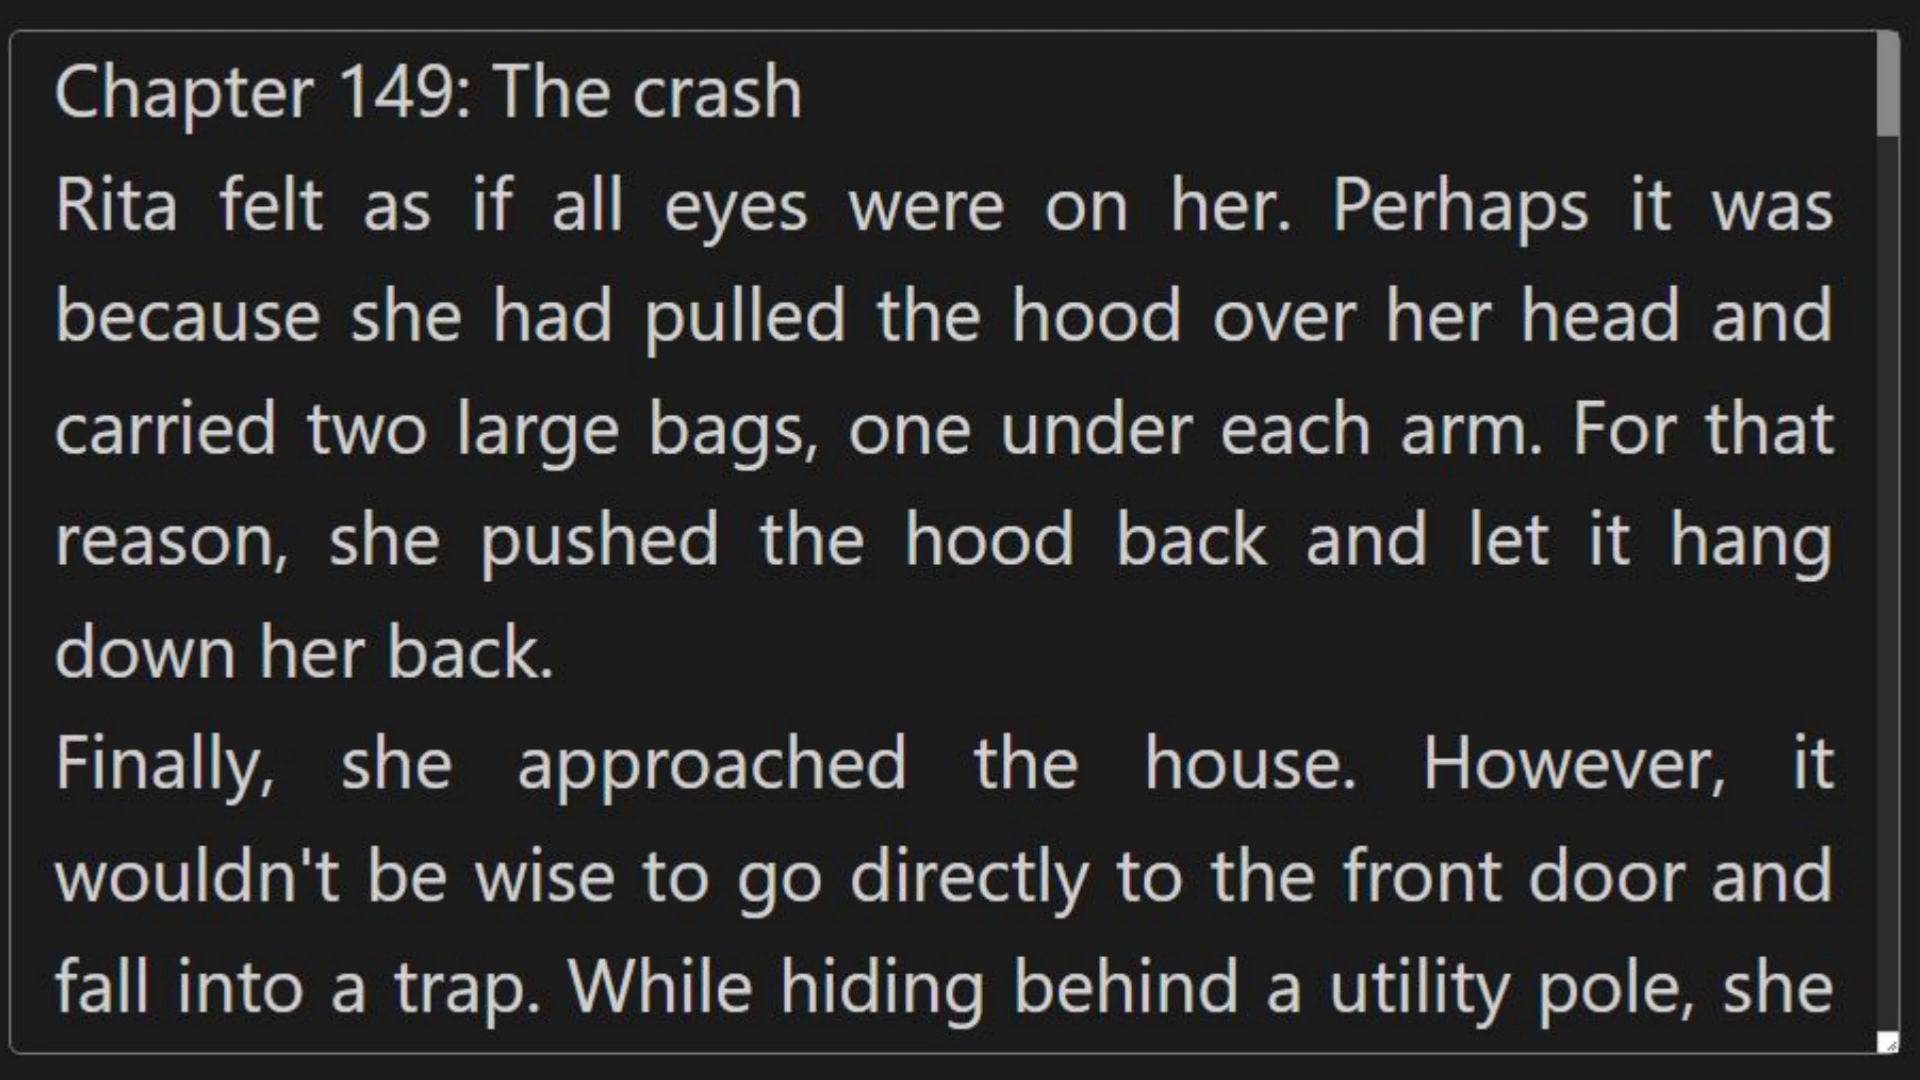 Chapter 149: The crash
Rita felt as if all eyes were on her. Perhaps it was
because she had pulled the hood over her head and
carried two large bags, one under each arm. For that
reason, she pushed the hood back and let it hang
down her back.
Finally, she approached the house. However, it
wouldn't be wise to go directly to the front door and
fall into a trap. While hiding behind a utility pole, she